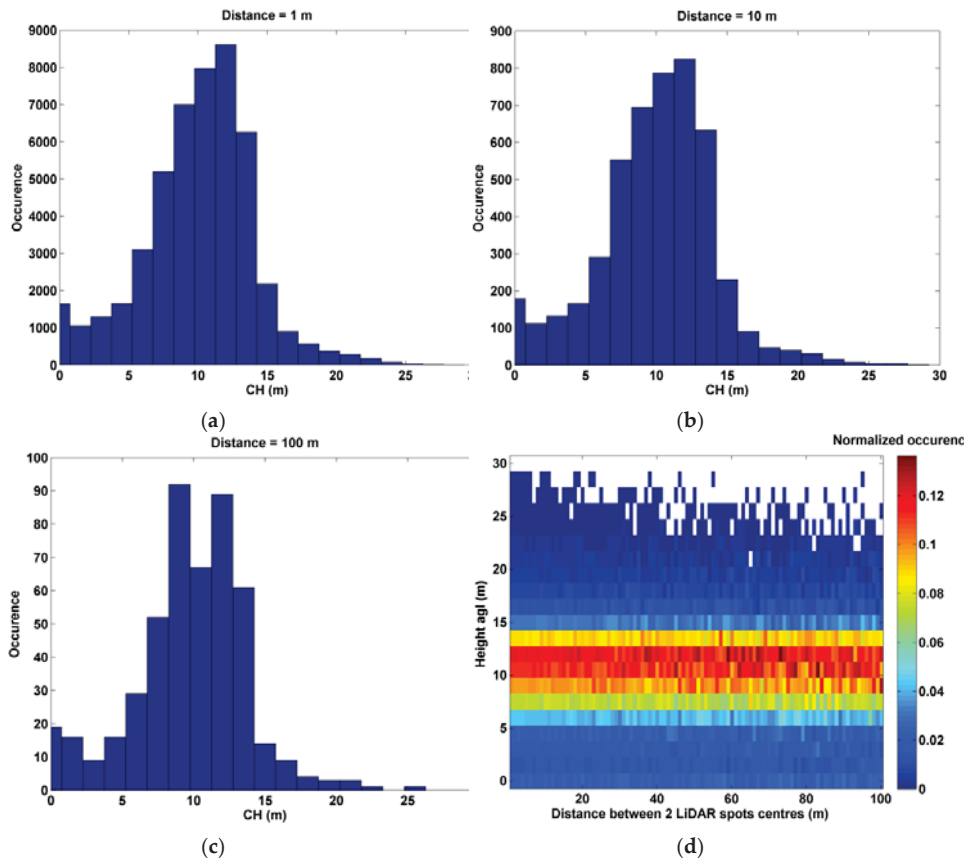 Distance = 1 m
9000
8000
7000
6000
5000
4000
3000
2000
1000
0
Occurence
0 5 10 15 20 25 3
CH (m)
(a)
Distance = 10 m
900
800
700
600
500
400
300
200
100
0
Occurence
0 5 10 15 20 25 30
CH (m)
(b)
Distance = 100 m
100
90
80
70
60
50
40
30
20
10
0
Occurence
0 5 10 15 20 25
CH (m)
(c)
Normalized occurenc
30
25
20
15
10
5
0
Height agl (m)
20 40 60 80 100
Distance between 2 LiDAR spots centres (m)
0.12
0.1
0.08
0.06
0.04
0.02
0
(d)